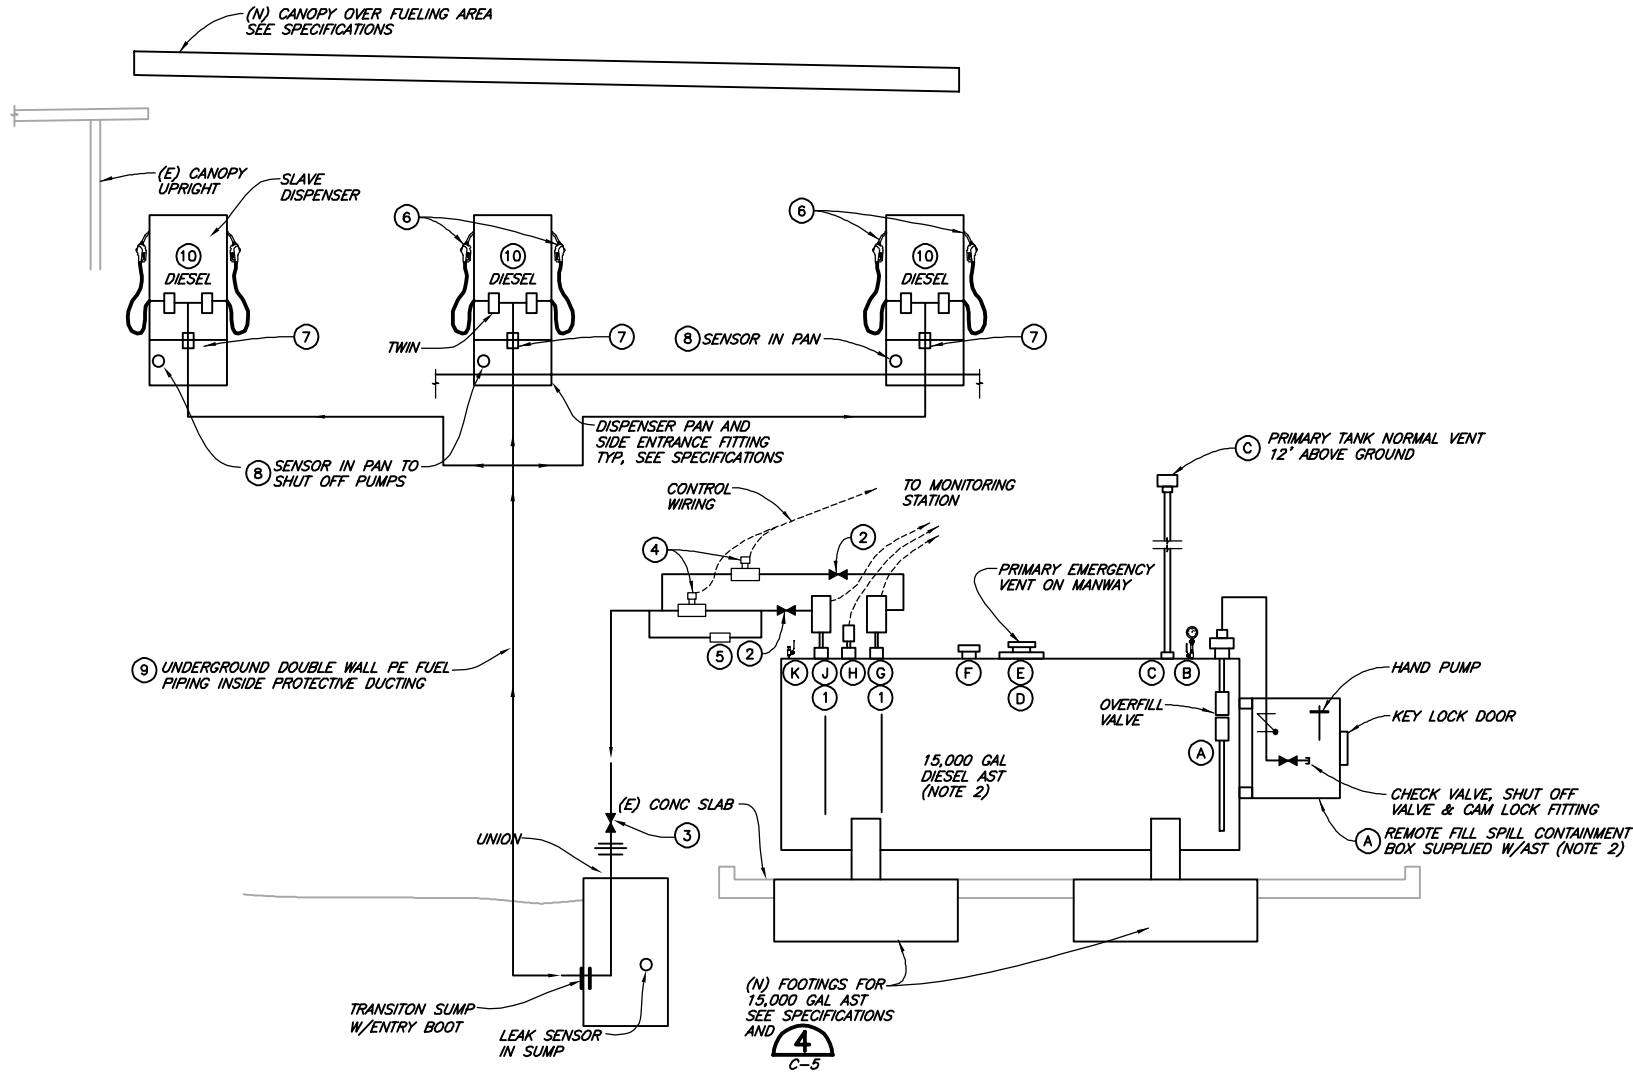 (N) CANOPY OVER FUELING AREA
SEE SPECIFICATIONS
(E) CANOPY
UPRIGHT
SLAVE
DISPENSER
6
6
10
DIESEL
10
DIESEL
10
DIESEL
7
TWIN
7
8 SENSOR IN PAN
7
DISPENSER PAN AND
SIDE ENTRANCE FITTING
TYP, SEE SPECIFICATIONS
8 SENSOR IN PAN TO
SHUT OFF PUMPS
C PRIMARY TANK NORMAL VENT
12' ABOVE GROUND
CONTROL
WIRING
TO MONITORING
STATION
4
2
PRIMARY EMERGENCY
VENT ON MANWAY
5
2
9 UNDERGROUND DOUBLE WALL PE FUEL
PIPING INSIDE PROTECTIVE DUCTING
K
J
H
G
F
E
C
B
1
1
D
HAND PUMP
OVERFILL
VALVE
KEY LOCK DOOR
A
15,000 GAL
DIESEL AST
(NOTE 2)
(E) CONC SLAB
CHECK VALVE, SHUT OFF
VALVE & CAM LOCK FITTING
3
UNION
A REMOTE FILL SPILL CONTAINMENT
BOX SUPPLIED W/AST (NOTE 2)
TRANSITON SUMP
W/ENTRY BOOT
LEAK SENSOR
IN SUMP
(N) FOOTINGS FOR
15,000 GAL AST
SEE SPECIFICATIONS
AND
4
C-5